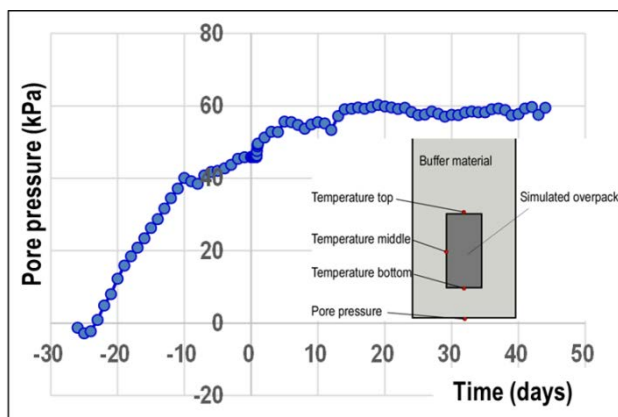 Pore pressure (kPa)
80
60
40
20
0
-20
-30 -20 -10 0 10 20 30 40 50
Time (days)
Buffer material
Temperature top
Simulated overpack
Temperature middle
Temperature bottom
Pore pressure